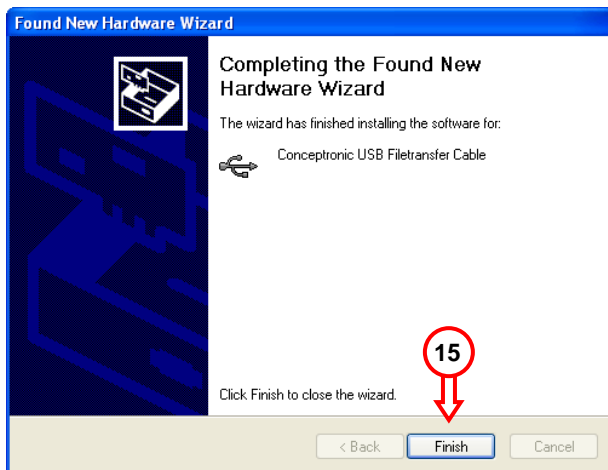 Found New Hardware Wizard
Completing the Found New
Hardware Wizard
The wizard has finished installing the software for:
Conceptronic USB Filetransfer Cable
15
Click Finish to close the wizard.
< Back
Finish
Cancel